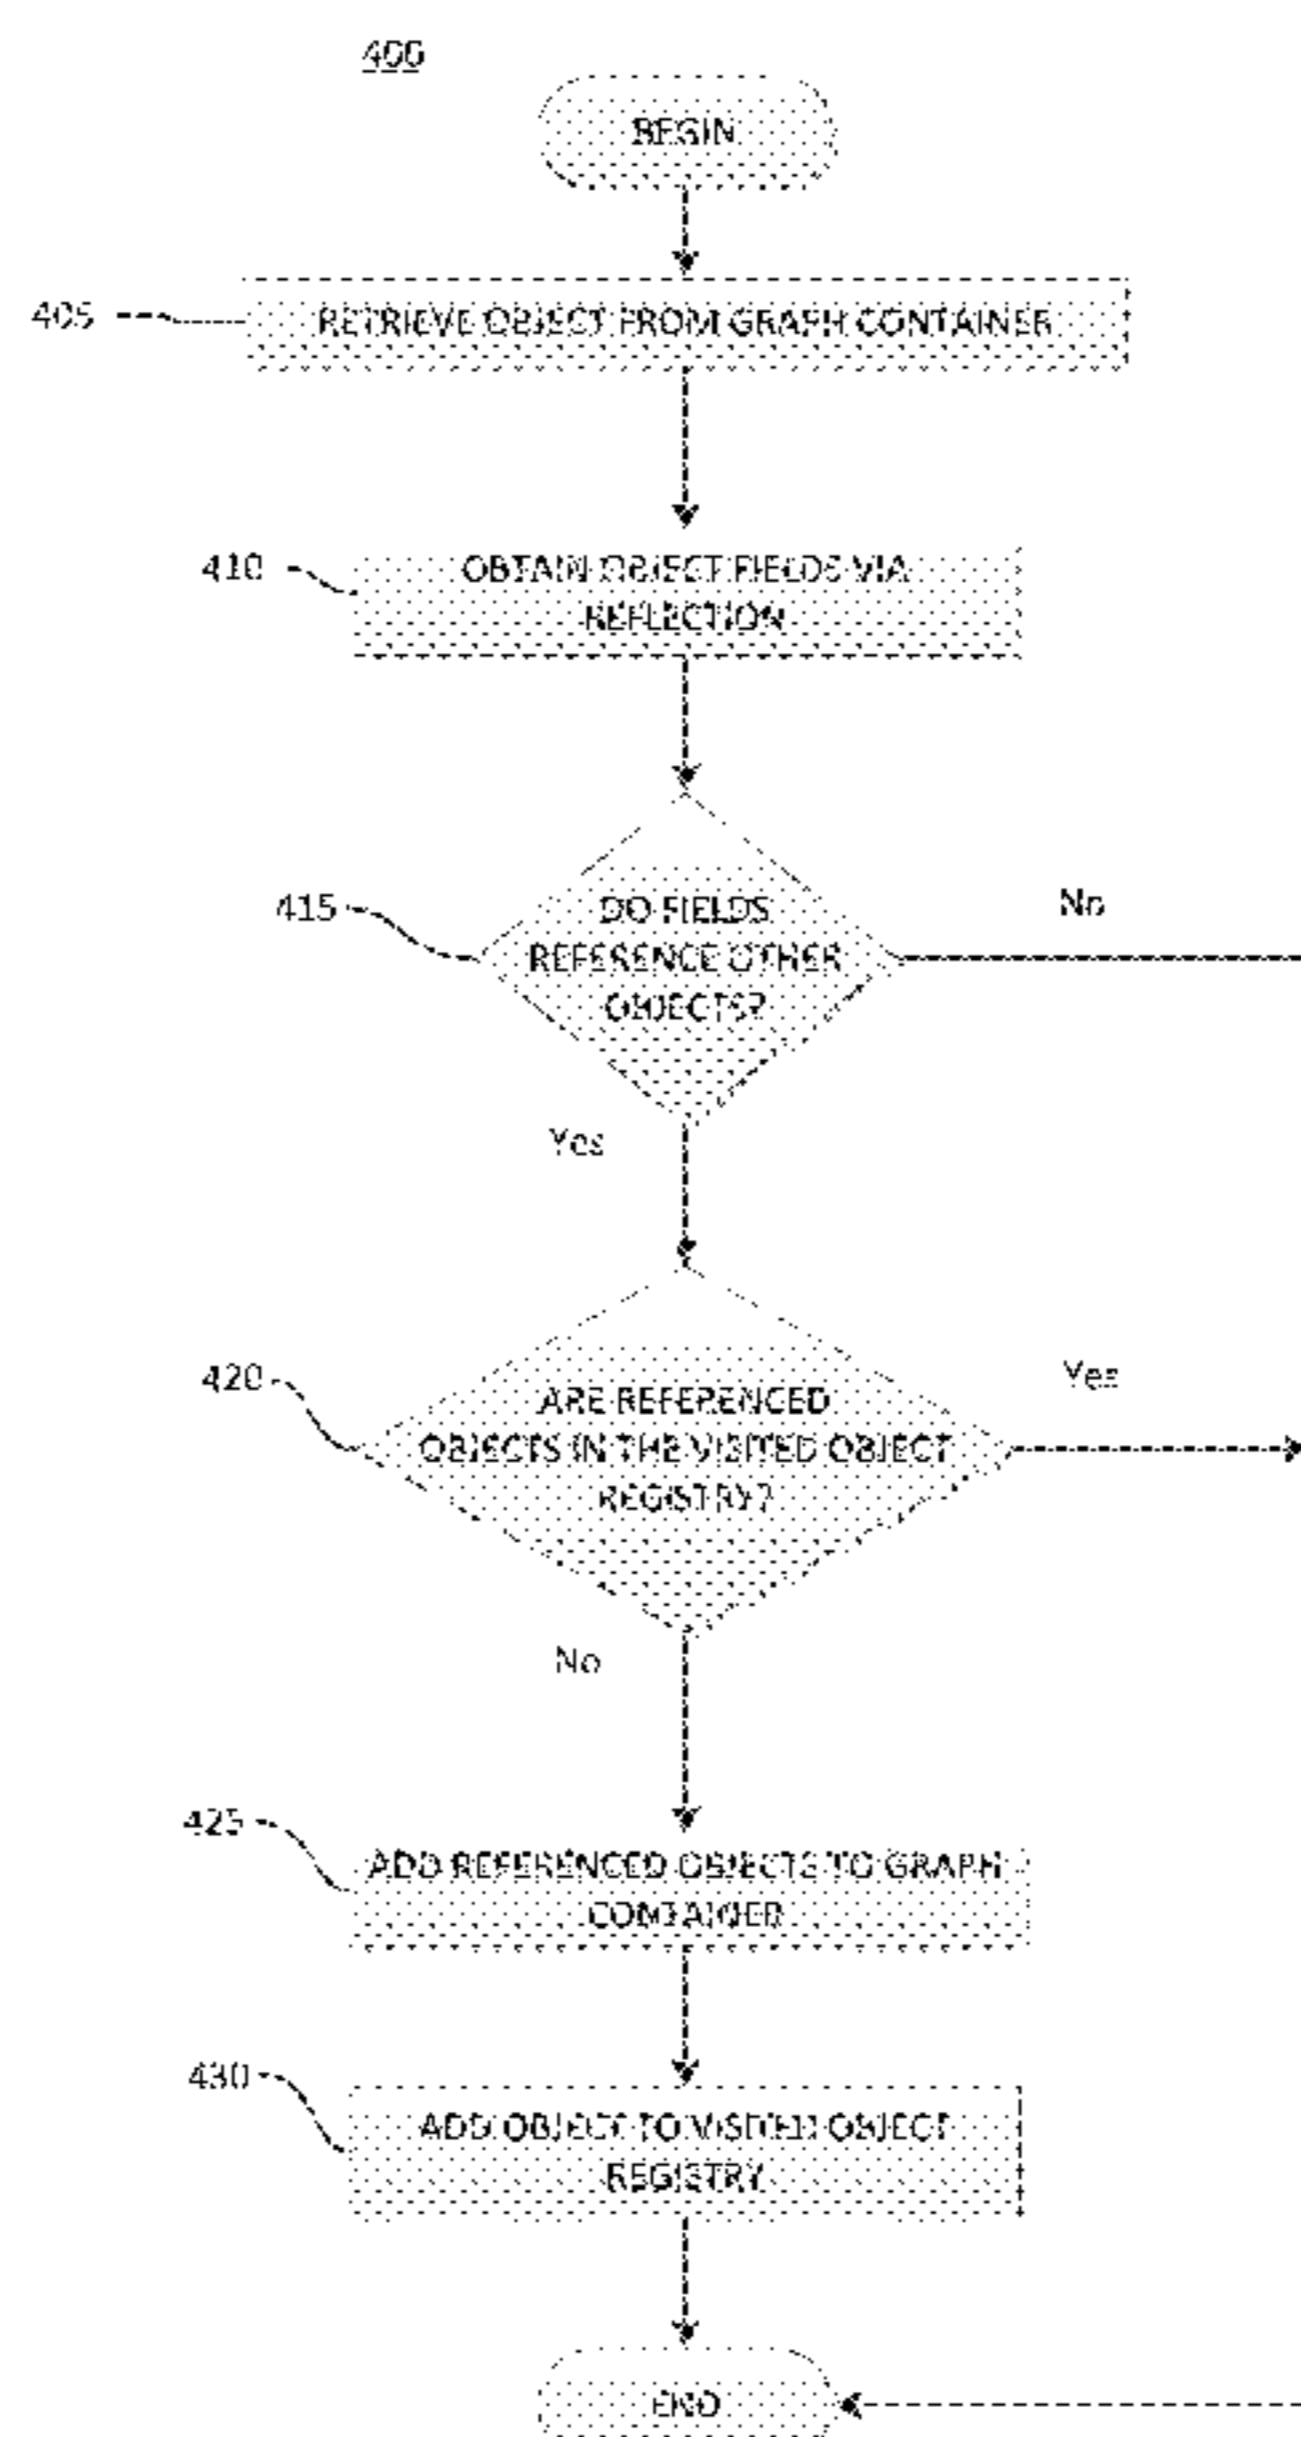 400
BEGIN
405
RETRIEVE OBJECT FROM GRAPH CONTAINER
410
OBTAIN OBJECT FIELDS VIA
REFLECTION
415
DO FIELDS
REFERENCE OTHER
OBJECTS?
No
Yes
420
ARE REFERENCED
OBJECTS IN THE VISITED OBJECT
REGISTRY?
Yes
No
425
ADD REFERENCED OBJECTS TO GRAPH
CONTAINER
430
ADD OBJECT TO VISITED OBJECT
REGISTRY
END